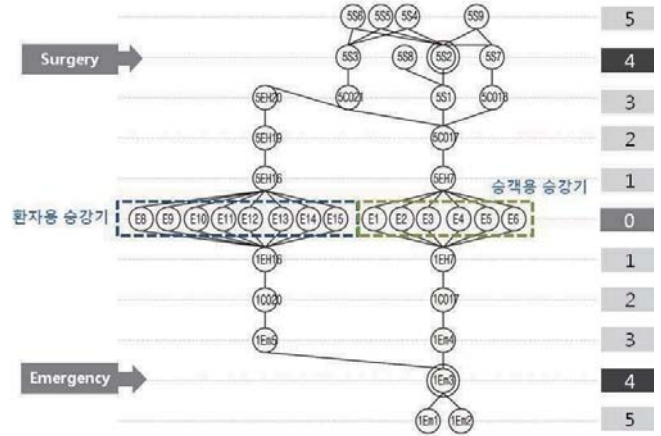 5S6 5S5 5S4 5S9 5
Surgery 5S3 5S8 5S2 5S7 4
5EH20 5C021 5S1 5C018 3
5EH19 5C017 2
5EH16 5EH7 1
승객용 승강기
환자용 승강기 E8 E9 E10 E11 E12 E13 E14 E15 E1 E2 E3 E4 E5 E6 0
1EH16 1EH7 1
1C020 1C017 2
1Em5 1Em4 3
Emergency 1Em3 4
1Em1 1Em2 5